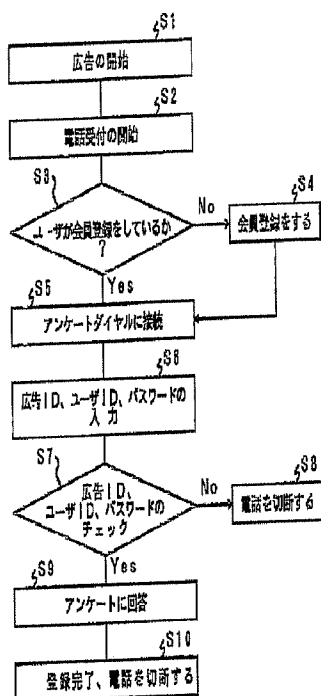 S1
広告の開始
S2
電話受付の開始
S3
ユーザが会員登録をしているか
?
No
S4
会員登録をする
Yes
S5
アンケートダイヤルに接続
S6
広告ID、ユーザID、パスワードの
入力
S7
広告ID、
ユーザID、パスワードの
チェック
No
S8
電話を切断する
Yes
S9
アンケートに回答
S10
登録完了、電話を切断する